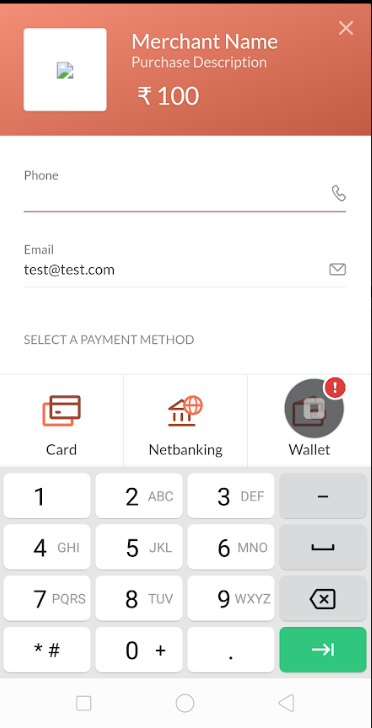 Merchant Name
Purchase Description
₹ 100
Phone
Email
test@test.com
SELECT A PAYMENT METHOD
!
Card Netbanking Wallet
1 2 ABC 3 DEF –
4 GHI 5 JKL 6 MNO
7 PQRS 8 TUV 9 WXYZ
* # 0 + .